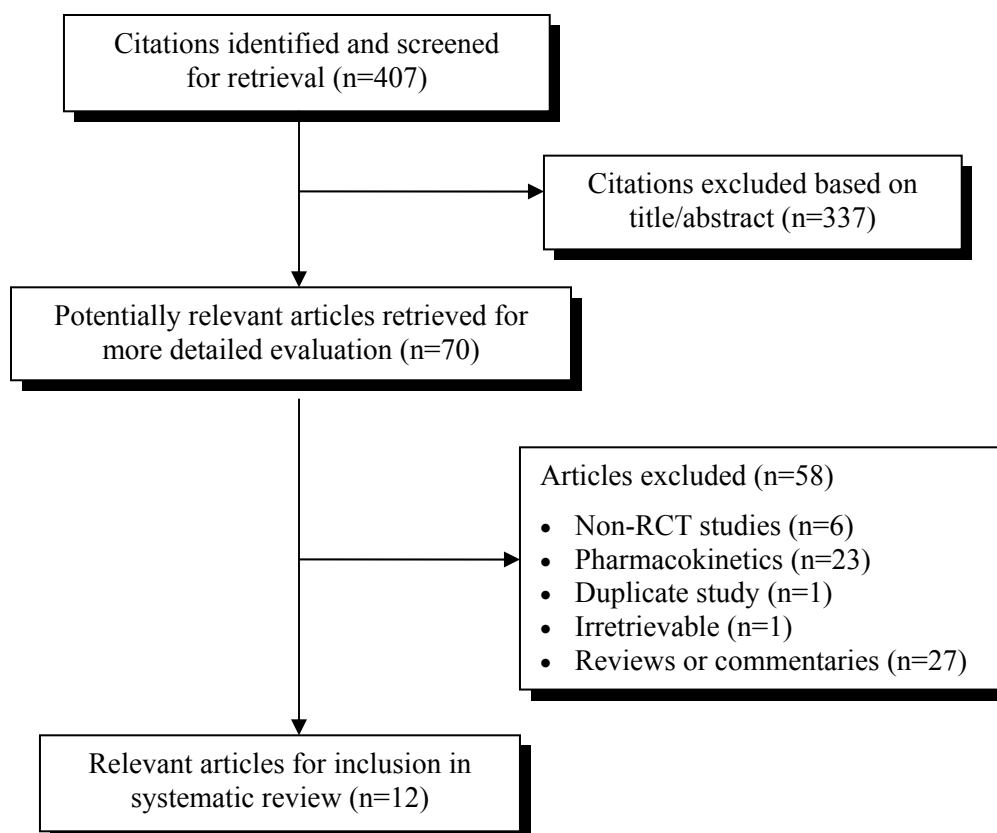 Citations identified and screened
for retrieval (n=407)
Citations excluded based on
title/abstract (n=337)
Potentially relevant articles retrieved for
more detailed evaluation (n=70)
Articles excluded (n=58)
• Non-RCT studies (n=6)
• Pharmacokinetics (n=23)
• Duplicate study (n=1)
• Irretrievable (n=1)
• Reviews or commentaries (n=27)
Relevant articles for inclusion in
systematic review (n=12)